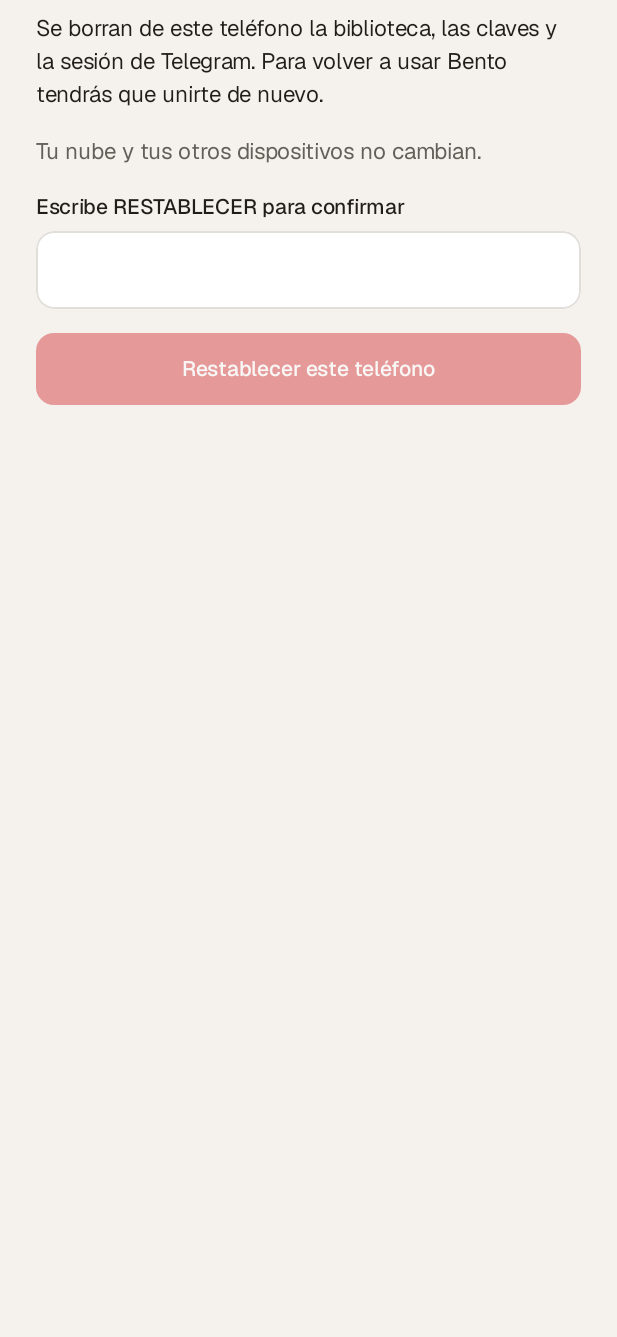 Se borran de este teléfono la biblioteca, las claves y
la sesión de Telegram. Para volver a usar Bento
tendrás que unirte de nuevo.
Tu nube y tus otros dispositivos no cambian.
Escribe RESTABLECER para confirmar
Restablecer este teléfono